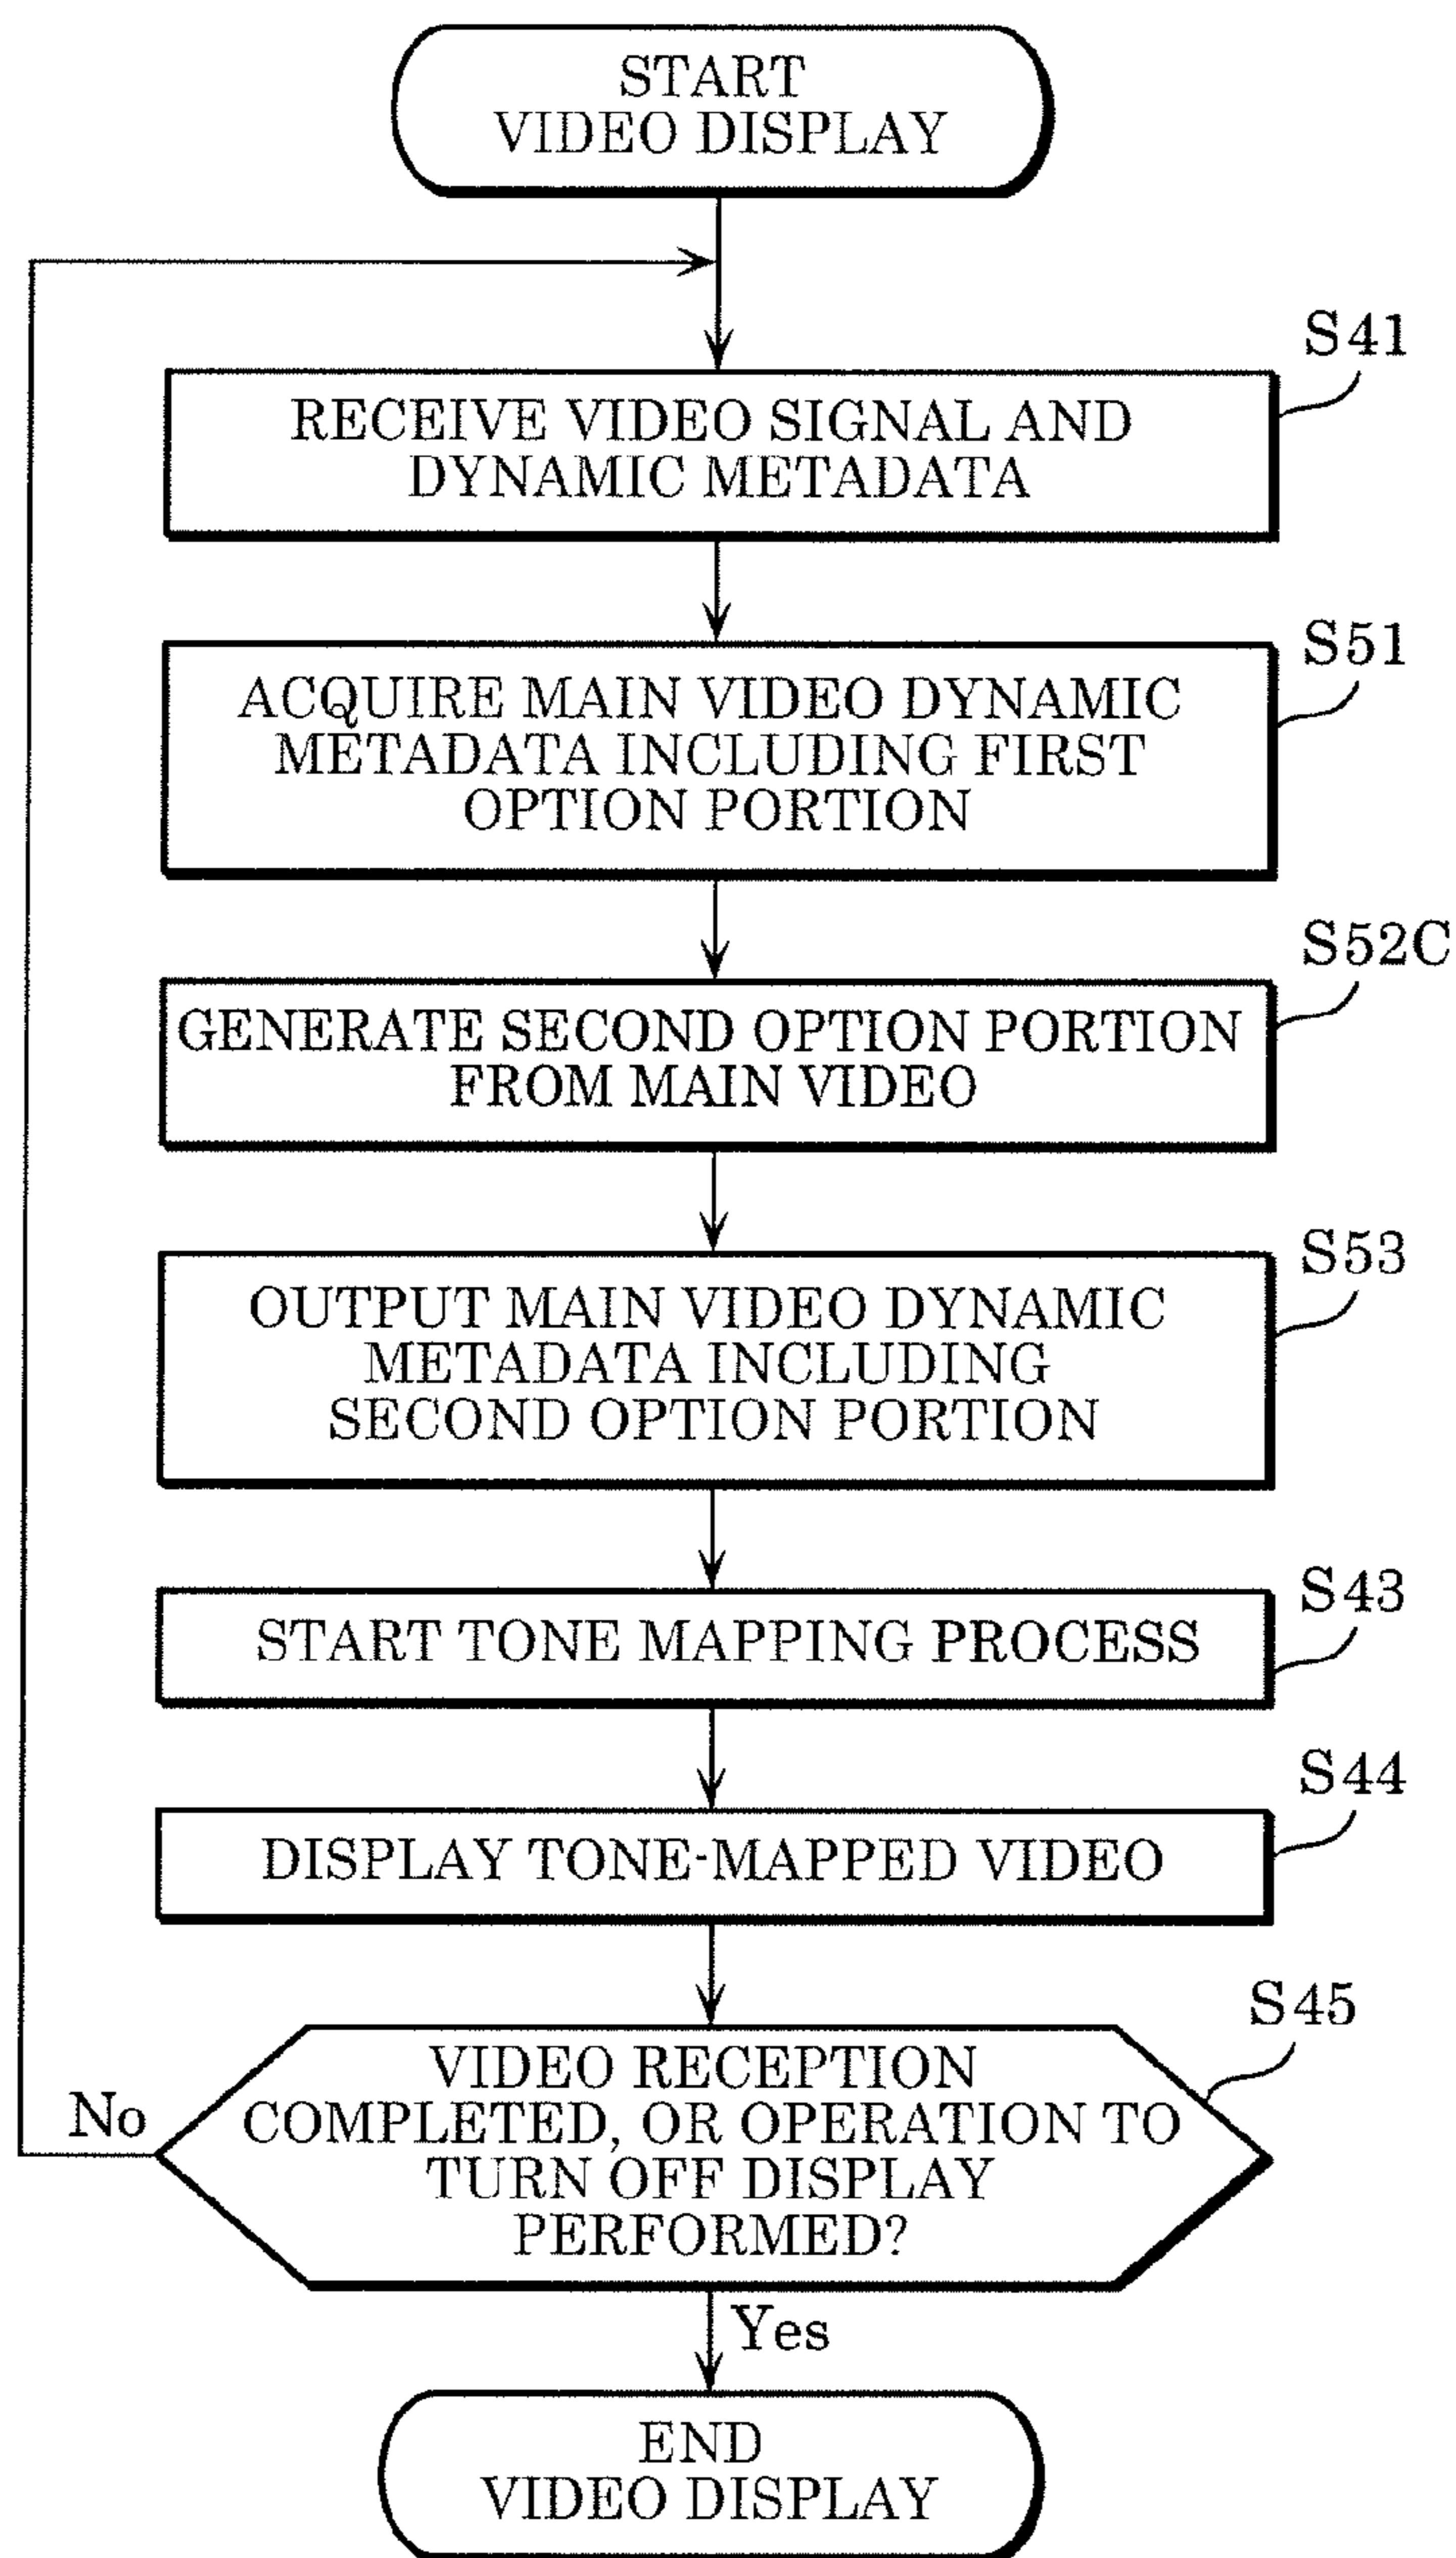 START
VIDEO DISPLAY
S41
RECEIVE VIDEO SIGNAL AND
DYNAMIC METADATA
S51
ACQUIRE MAIN VIDEO DYNAMIC
METADATA INCLUDING FIRST
OPTION PORTION
S52C
GENERATE SECOND OPTION PORTION
FROM MAIN VIDEO
S53
OUTPUT MAIN VIDEO DYNAMIC
METADATA INCLUDING
SECOND OPTION PORTION
S43
START TONE MAPPING PROCESS
S44
DISPLAY TONE-MAPPED VIDEO
S45
VIDEO RECEPTION
COMPLETED, OR OPERATION TO
TURN OFF DISPLAY
PERFORMED?
No
Yes
END
VIDEO DISPLAY